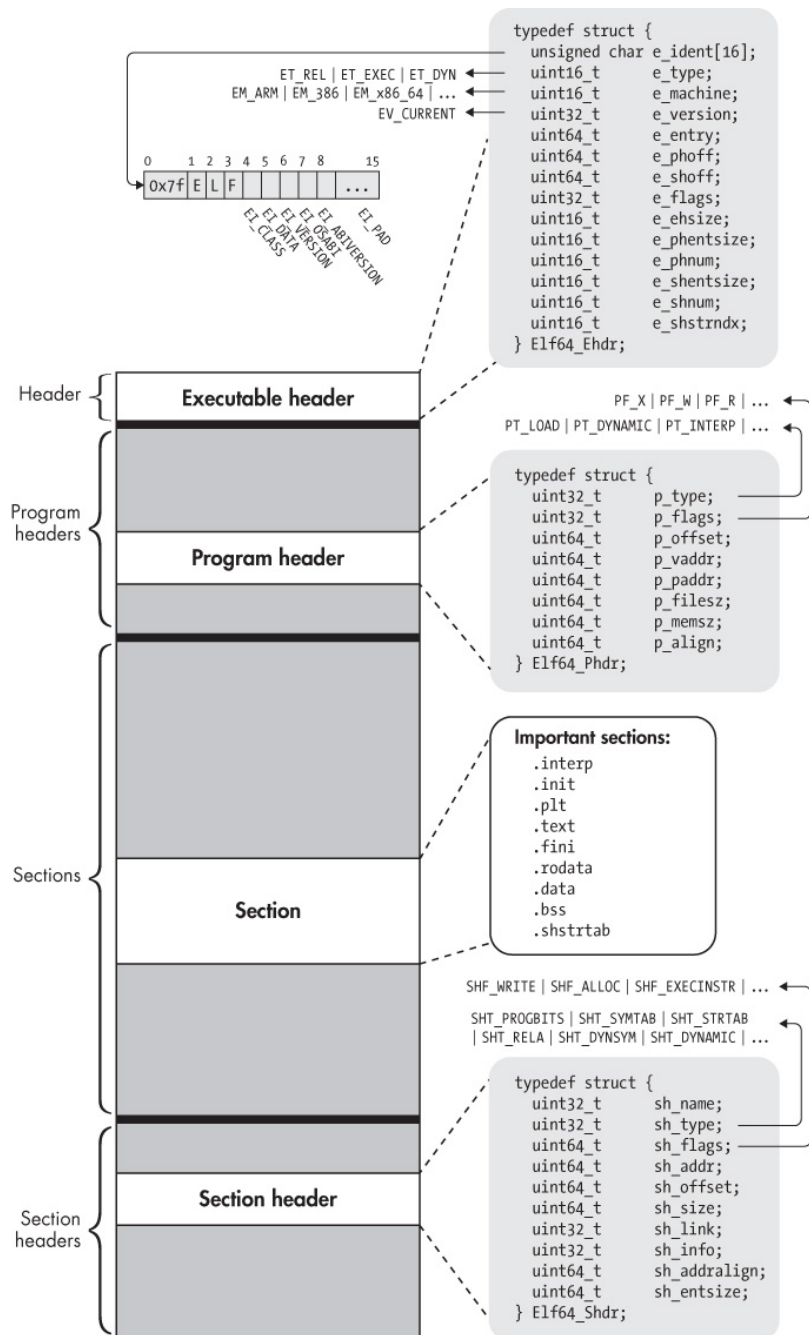 typedef struct {
unsigned char e_ident[16];
ET_REL | ET_EXEC | ET_DYN
uint16_t e_type;
EM_ARM | EM_386 | EM_x86_64 | ...
uint16_t e_machine;
EV_CURRENT
uint32_t e_version;
uint64_t e_entry;
uint64_t e_phoff;
uint64_t e_shoff;
uint32_t e_flags;
uint16_t e_ehsize;
uint16_t e_phentsize;
uint16_t e_phnum;
uint16_t e_shentsize;
uint16_t e_shnum;
uint16_t e_shstrndx;
} Elf64_Ehdr;
0 1 2 3 4 5 6 7 8 15
0x7f E L F ...
EI_CLASS
EI_DATA
EI_VERSION
EI_OSABI
EI_ABIVERSION
EI_PAD
Header
Executable header
PF_X | PF_W | PF_R | ...
PT_LOAD | PT_DYNAMIC | PT_INTERP | ...
Program
headers
Program header
typedef struct {
uint32_t p_type;
uint32_t p_flags;
uint64_t p_offset;
uint64_t p_vaddr;
uint64_t p_paddr;
uint64_t p_filesz;
uint64_t p_memsz;
uint64_t p_align;
} Elf64_Phdr;
Sections
Section
Important sections:
.interp
.init
.plt
.text
.fini
.rodata
.data
.bss
.shstrtab
SHF_WRITE | SHF_ALLOC | SHF_EXECINSTR | ...
SHT_PROGBITS | SHT_SYMTAB | SHT_STRTAB
| SHT_RELA | SHT_DYNSYM | SHT_DYNAMIC | ...
Section
headers
Section header
typedef struct {
uint32_t sh_name;
uint32_t sh_type;
uint64_t sh_flags;
uint64_t sh_addr;
uint64_t sh_offset;
uint64_t sh_size;
uint32_t sh_link;
uint32_t sh_info;
uint64_t sh_addralign;
uint64_t sh_entsize;
} Elf64_Shdr;